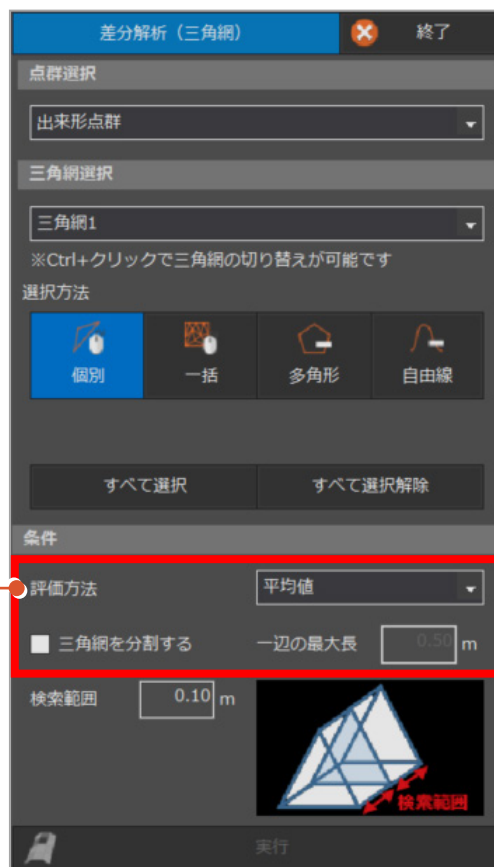 差分解析（三角網） 終了
点群選択
出来形点群
三角網選択
三角網1
※Ctrl+クリックで三角網の切り替えが可能です
選択方法
個別 一括 多角形 自由線
すべて選択 すべて選択解除
条件
評価方法 平均値
三角網を分割する 一辺の最大長 0.50 m
検索範囲 0.10 m
検索範囲
実行